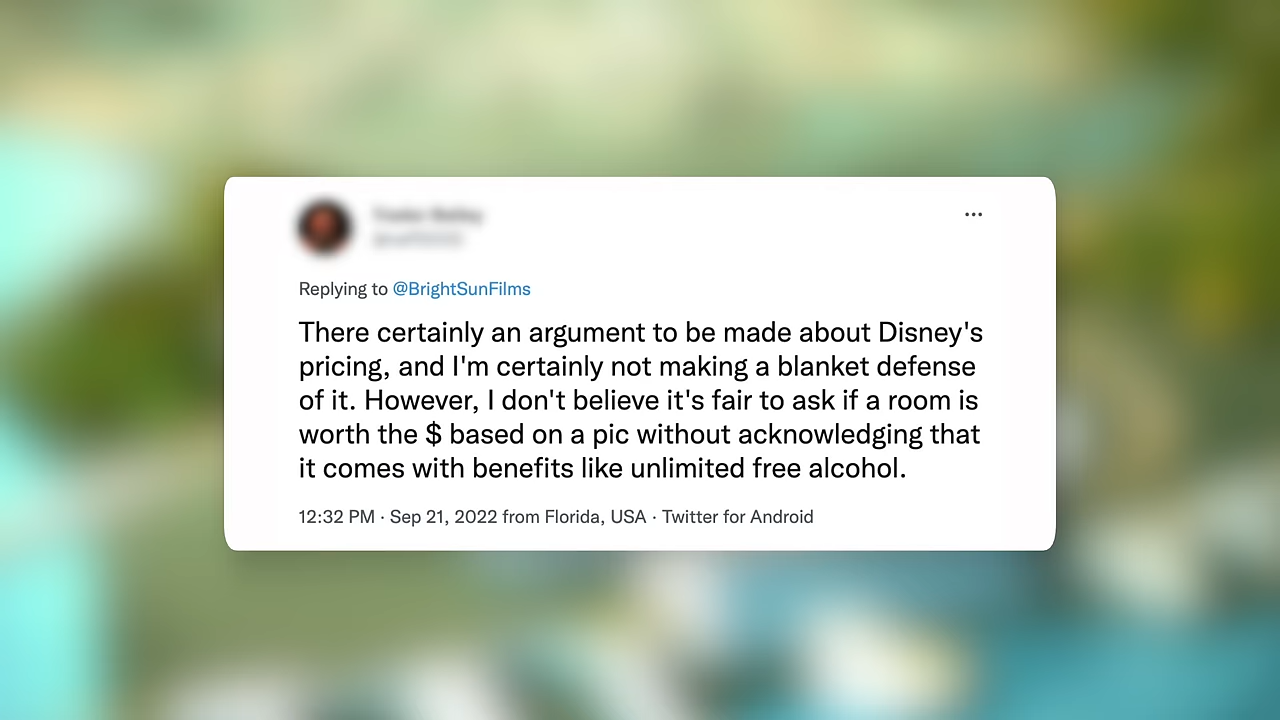 Replying to @BrightSunFilms
There certainly an argument to be made about Disney's
pricing, and I'm certainly not making a blanket defense
of it. However, I don't believe it's fair to ask if a room is
worth the $ based on a pic without acknowledging that
it comes with benefits like unlimited free alcohol.
12:32 PM · Sep 21, 2022 from Florida, USA · Twitter for Android